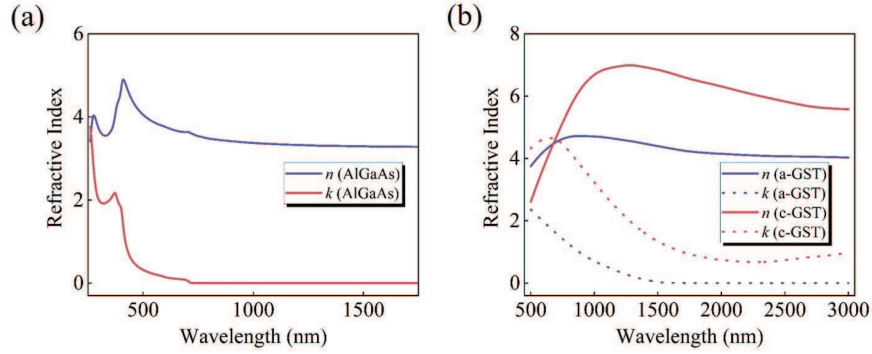 (a)
6
4
2
0
Refractive Index
n (AlGaAs)
k (AlGaAs)
500
1000
1500
Wavelength (nm)
(b)
8
6
4
2
0
Refractive Index
n (a-GST)
k (a-GST)
n (c-GST)
k (c-GST)
500
1000
1500
2000
2500
3000
Wavelength (nm)